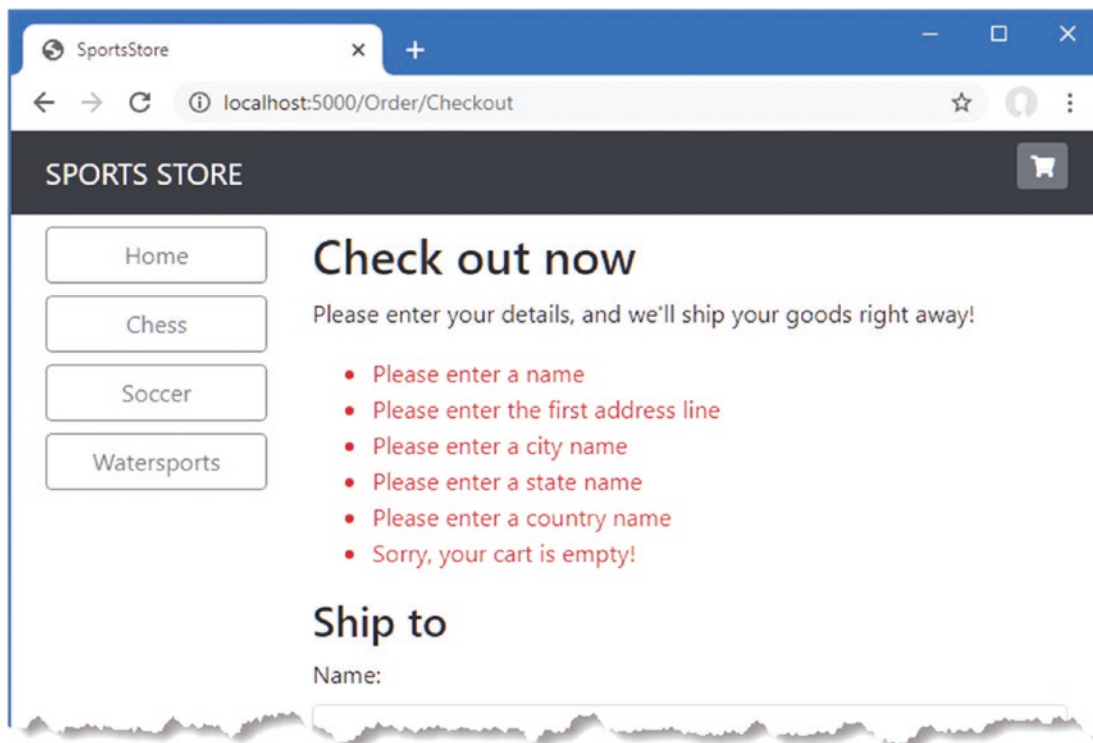 SportsStore
localhost:5000/Order/Checkout
SPORTS STORE
Home
Chess
Soccer
Watersports
Check out now
Please enter your details, and we'll ship your goods right away!
• Please enter a name
• Please enter the first address line
• Please enter a city name
• Please enter a state name
• Please enter a country name
• Sorry, your cart is empty!
Ship to
Name: